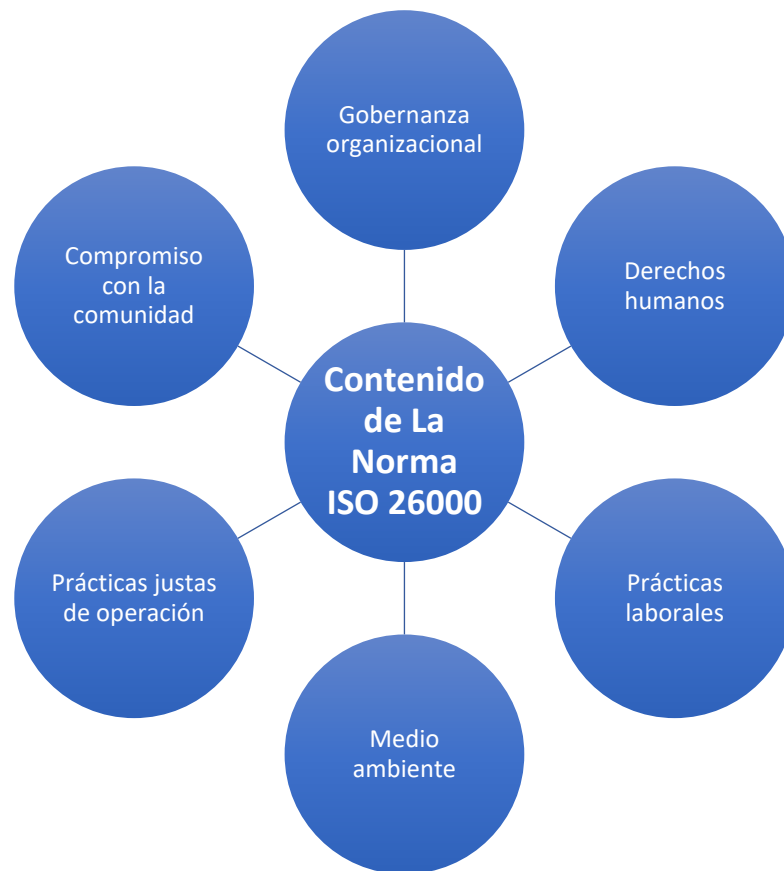 Gobernanza
organizacional
Compromiso
con la
comunidad
Derechos
humanos
Contenido
de La
Norma
ISO 26000
Prácticas justas
de operación
Prácticas
laborales
Medio
ambiente